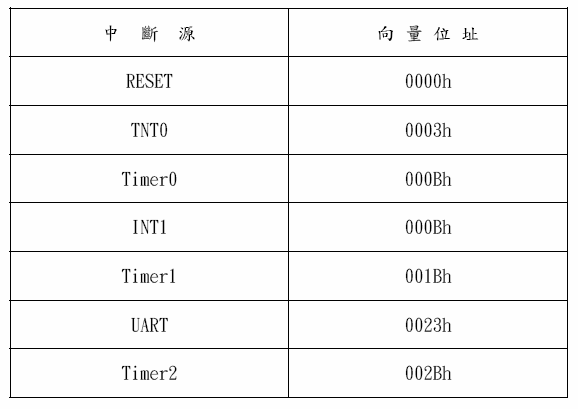 中 斷 源 向 量 位 址
RESET 0000h
TNT0 0003h
Timer0 000Bh
INT1 000Bh
Timer1 001Bh
UART 0023h
Timer2 002Bh